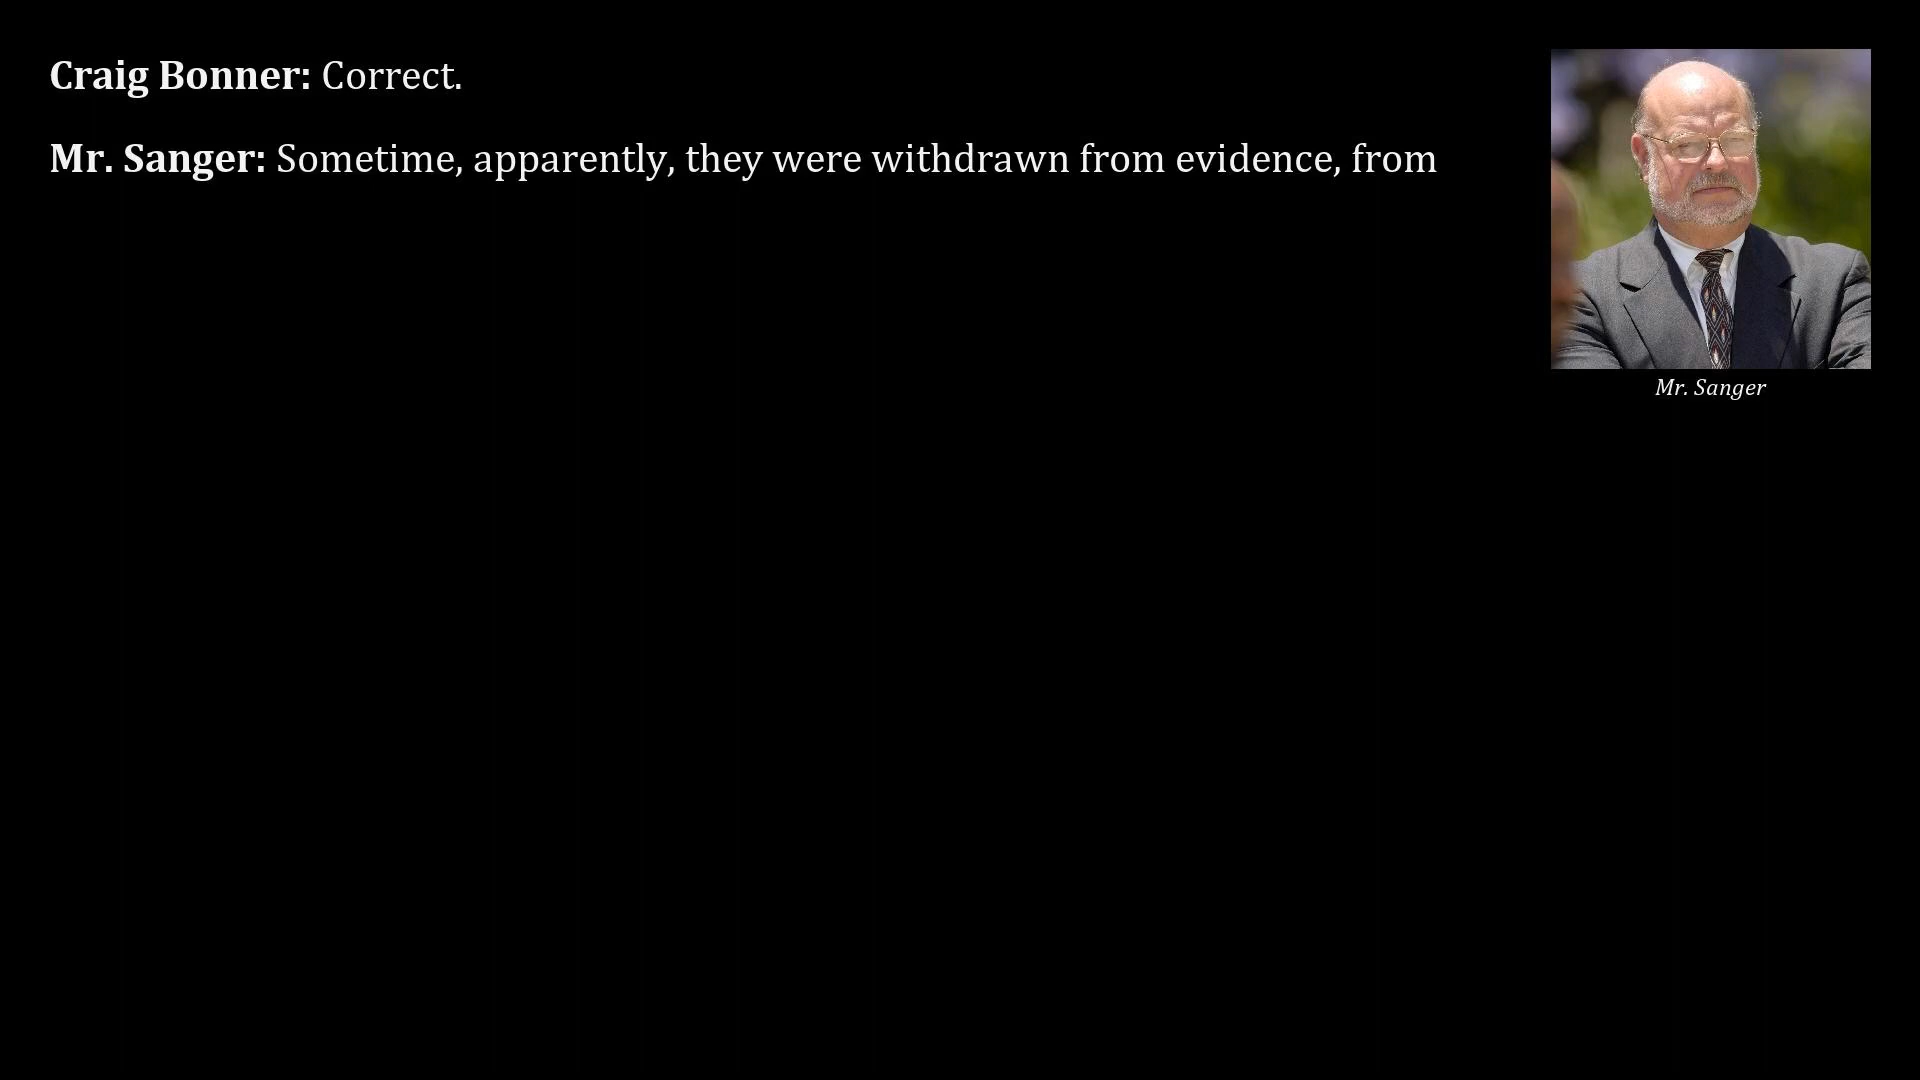 Craig Bonner: Correct.
Mr. Sanger: Sometime, apparently, they were withdrawn from evidence, from
Mr. Sanger